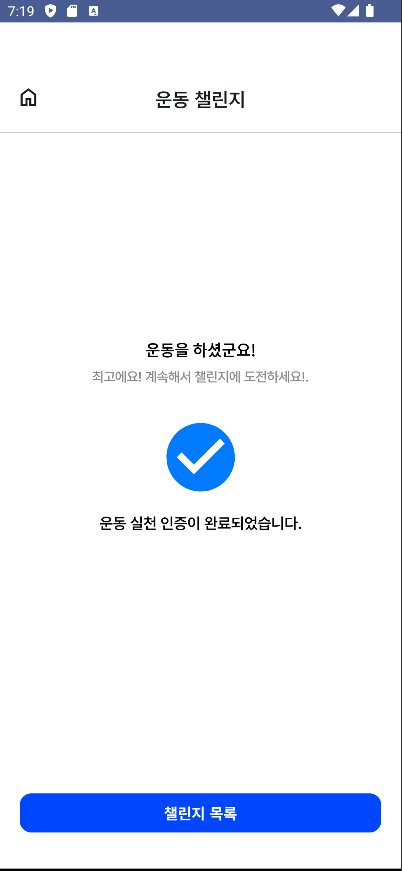 7:19
A
운동 챌린지
운동을 하셨군요!
최고에요! 계속해서 챌린지에 도전하세요!.
운동 실천 인증이 완료되었습니다.
챌린지 목록